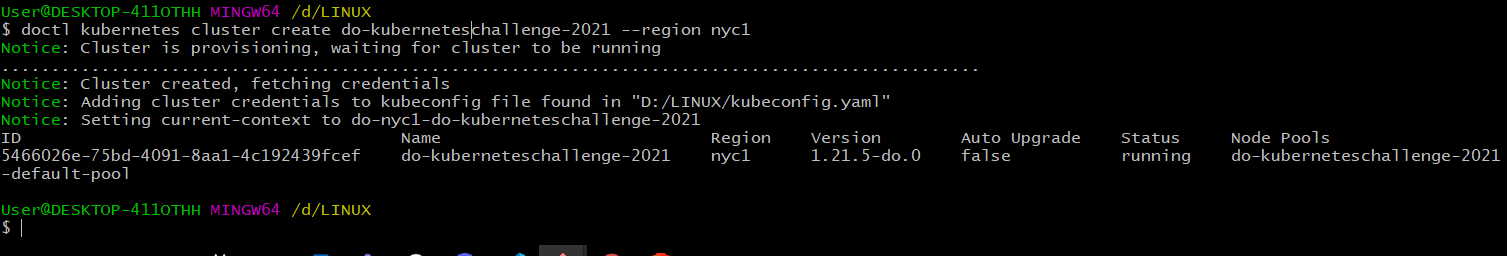 User@DESKTOP-411OTHH MINGW64 /d/LINUX
$ doctl kubernetes cluster create do-kuberneteschallenge-2021 --region nyc1
Notice: Cluster is provisioning, waiting for cluster to be running
..................................................................................................
Notice: Cluster created, fetching credentials
Notice: Adding cluster credentials to kubeconfig file found in "D:/LINUX/kubeconfig.yaml"
Notice: Setting current-context to do-nyc1-do-kuberneteschallenge-2021
ID Name Region Version Auto Upgrade Status Node Pools
5466026e-75bd-4091-8aa1-4c192439fcef do-kuberneteschallenge-2021 nyc1 1.21.5-do.0 false running do-kuberneteschallenge-2021
-default-pool
User@DESKTOP-411OTHH MINGW64 /d/LINUX
$